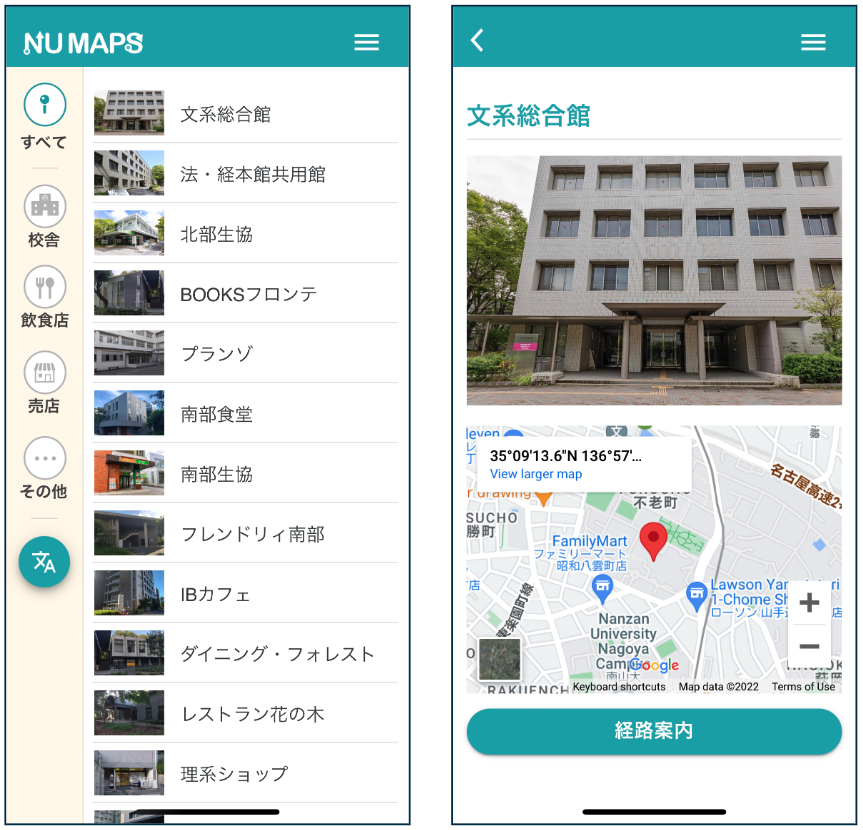 NU MAPS
すべて
校舎
飲食店
売店
その他
文系総合館
法・経本館共用館
北部生協
BOOKSフロンテ
プランゾ
南部食堂
南部生協
フレンドリィ南部
IBカフェ
ダイニング・フォレスト
レストラン花の木
理系ショップ
文系総合館
35°09'13.6"N 136°57'...
View larger map
不老町
名古屋高速2
SUCHO
勝町
FamilyMart
ファミリーマート
昭和八雲町店
Lawson
1-Chome
ローソン
Nanzan
University
Nagoya
南山大
Google
RAKUENCH
Keyboard shortcuts
Map data ©2022
Terms of Use
経路案内